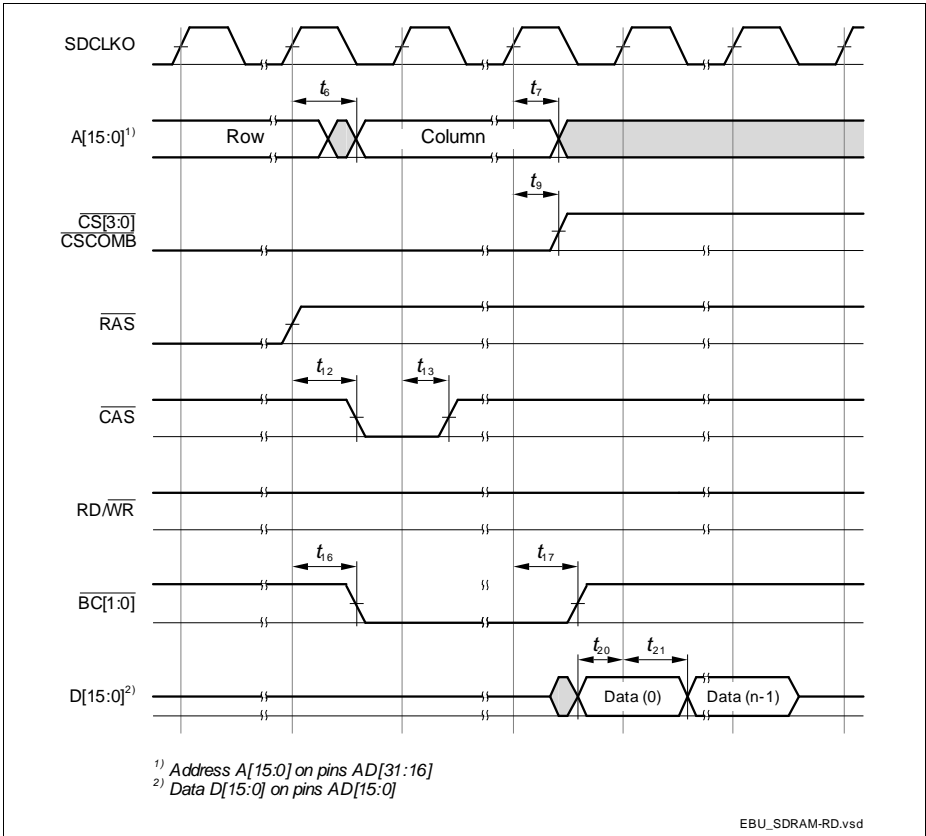 SDCLKO
t₆ t₇
A[15:0]¹⁾ Row Column
t₉
CS[3:0]
CSCOMB
RAS
t₁₂ t₁₃
CAS
RD/WR
t₁₆ t₁₇
BC[1:0]
t₂₀ t₂₁
D[15:0]²⁾ Data (0) Data (n-1)
¹⁾ Address A[15:0] on pins AD[31:16]
²⁾ Data D[15:0] on pins AD[15:0]
EBU_SDRAM-RD.vsd